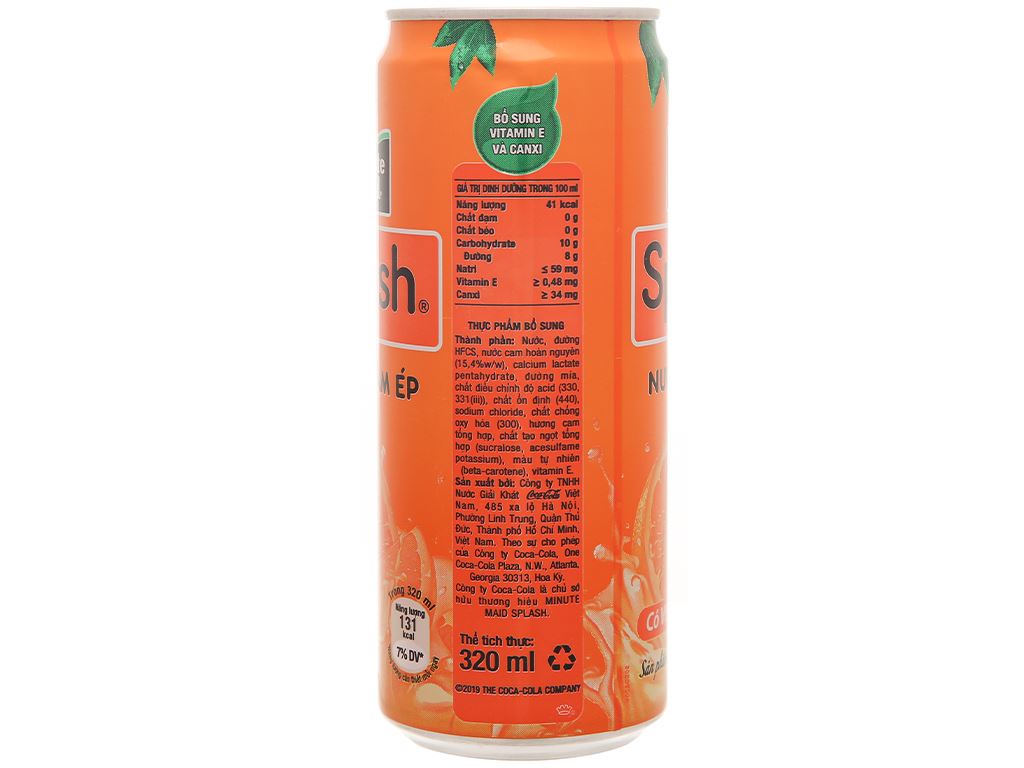 BỔ SUNG
VITAMIN E
VÀ CANXI
GIÁ TRỊ DINH DƯỠNG TRONG 100 ml
Năng lượng 41 kcal
Chất đạm 0 g
Chất béo 0 g
Carbohydrate 10 g
Đường 8 g
Natri ≤ 59 mg
Vitamin E ≥ 0,48 mg
Canxi ≥ 34 mg
THỰC PHẨM BỔ SUNG
Thành phần: Nước, đường
HFCS, nước cam hoàn nguyên
(15,4%w/w), calcium lactate
pentahydrate, đường mía,
chất điều chỉnh độ acid (330,
331(iii)), chất ổn định (440),
sodium chloride, chất chống
oxy hóa (300), hương cam
tổng hợp, chất tạo ngọt tổng
hợp (sucralose, acesulfame
potassium), màu tự nhiên
(beta-carotene), vitamin E.
Sản xuất bởi: Công ty TNHH
Nước Giải Khát Coca-Cola Việt
Nam, 485 xa lộ Hà Nội,
Phường Linh Trung, Quận Thủ
Đức, Thành phố Hồ Chí Minh,
Việt Nam. Theo sự cho phép
của Công ty Coca-Cola, One
Coca-Cola Plaza, N.W., Atlanta,
Georgia 30313, Hoa Kỳ.
Công ty Coca-Cola là chủ sở
hữu thương hiệu MINUTE
MAID SPLASH.
Thể tích thực:
320 ml
©2019 THE COCA-COLA COMPANY
sh®
ÉP
Trong 320 ml
Năng lượng
131
kcal
7% DV*
Sp
NƯ
Có
Sản